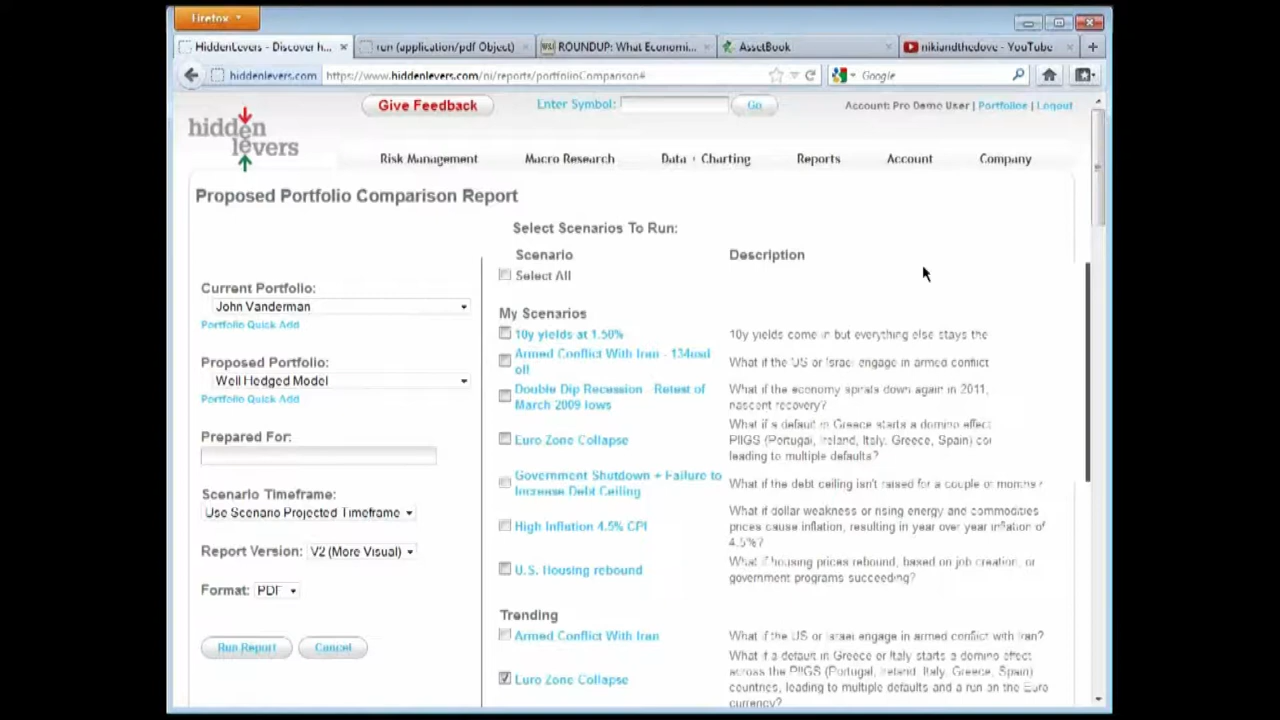 Firefox
HiddenLevers - Discover h... × run (application/pdf Object) × WSJ ROUNDUP: What Economi... × AssetBook × nikiandthedove - YouTube × +
hiddenlevers.com https://www.hiddenlevers.com/nl/reports/portfolioComparison# Google
Give Feedback Enter Symbol: Go Account: Pro Demo User | Portfolios | Logout
hidden
levers
Risk Management Macro Research Data + Charting Reports Account Company
Proposed Portfolio Comparison Report
Select Scenarios To Run:
Scenario Description
Select All
Current Portfolio:
John Vanderman
Portfolio Quick Add
Proposed Portfolio:
Well Hedged Model
Portfolio Quick Add
Prepared For:
Scenario Timeframe:
Use Scenario Projected Timeframe
Report Version: V2 (More Visual)
Format: PDF
Run Report Cancel
My Scenarios
10y yields at 1.50% 10y yields come in but everything else stays the
Armed Conflict With Iran - 134usd
oil
What if the US or Israel engage in armed conflict
Double Dip Recession - Retest of
March 2009 lows
What if the economy spirals down again in 2011,
nascent recovery?
Euro Zone Collapse
What if a default in Greece starts a domino effect
PIIGS (Portugal, Ireland, Italy, Greece, Spain) co
leading to multiple defaults?
Government Shutdown + Failure to
Increase Debt Ceiling
What if the debt ceiling isn't raised for a couple of months?
High Inflation 4.5% CPI
What if dollar weakness or rising energy and commodities
prices cause inflation, resulting in year over year inflation of
4.5%?
U.S. Housing rebound
What if housing prices rebound, based on job creation, or
government programs succeeding?
Trending
Armed Conflict With Iran What if the US or Israel engage in armed conflict with Iran?
Euro Zone Collapse
What if a default in Greece or Italy starts a domino effect
across the PIIGS (Portugal, Ireland, Italy, Greece, Spain)
countries, leading to multiple defaults and a run on the Euro
currency?